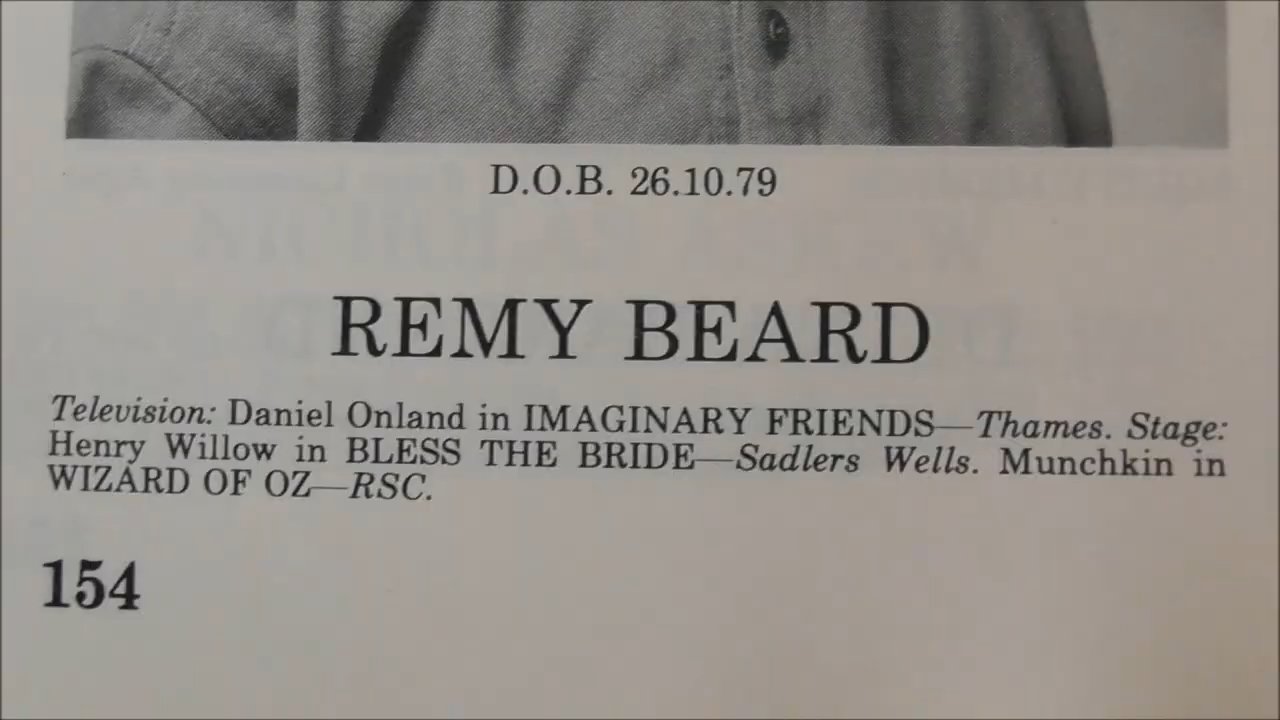 D.O.B. 26.10.79
REMY BEARD
Television: Daniel Onland in IMAGINARY FRIENDS—Thames. Stage:
Henry Willow in BLESS THE BRIDE—Sadlers Wells. Munchkin in
WIZARD OF OZ—RSC.
154